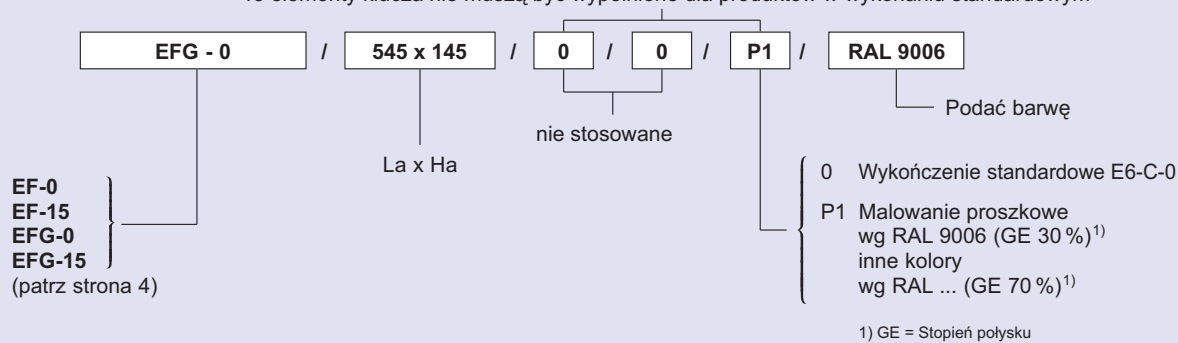 Te elementy klucza nie muszą być wypełnione dla produktów w wykonaniu standardowym
EFG - 0 / 545 x 145 / 0 / 0 / P1 / RAL 9006
Podać barwę
nie stosowane
La x Ha
EF-0
EF-15
EFG-0
EFG-15
(patrz strona 4)
0 Wykończenie standardowe E6-C-0
P1 Malowanie proszkowe
wg RAL 9006 (GE 30 %)1)
inne kolory
wg RAL ... (GE 70 %)1)
1) GE = Stopień połysku